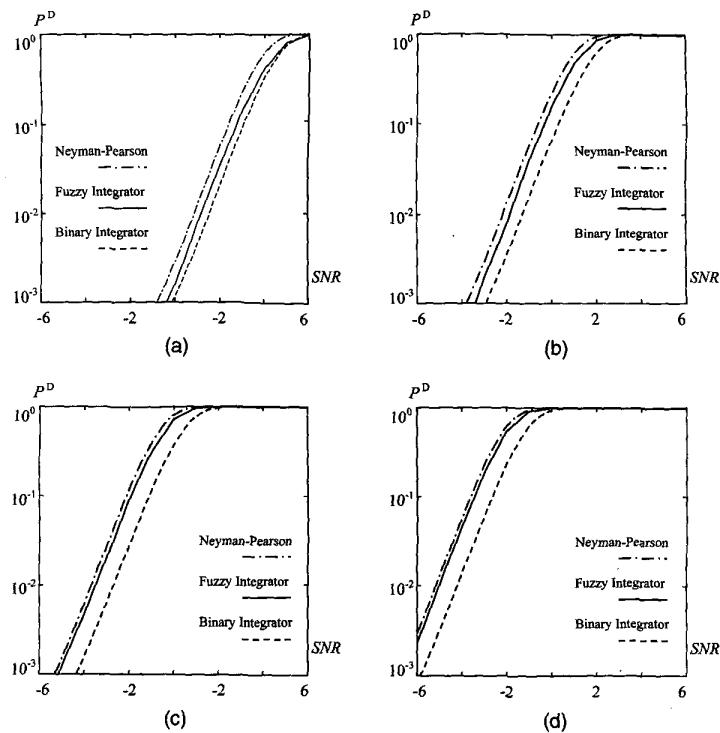 P^D
10^0
10^-1
10^-2
10^-3
Neyman-Pearson
Fuzzy Integrator
Binary Integrator
SNR
-6 -2 2 6
(a)
P^D
10^0
10^-1
10^-2
10^-3
Neyman-Pearson
Fuzzy Integrator
Binary Integrator
SNR
-6 -2 2 6
(b)
P^D
10^0
10^-1
10^-2
10^-3
Neyman-Pearson
Fuzzy Integrator
Binary Integrator
SNR
-6 -2 2 6
(c)
P^D
10^0
10^-1
10^-2
10^-3
Neyman-Pearson
Fuzzy Integrator
Binary Integrator
SNR
-6 -2 2 6
(d)